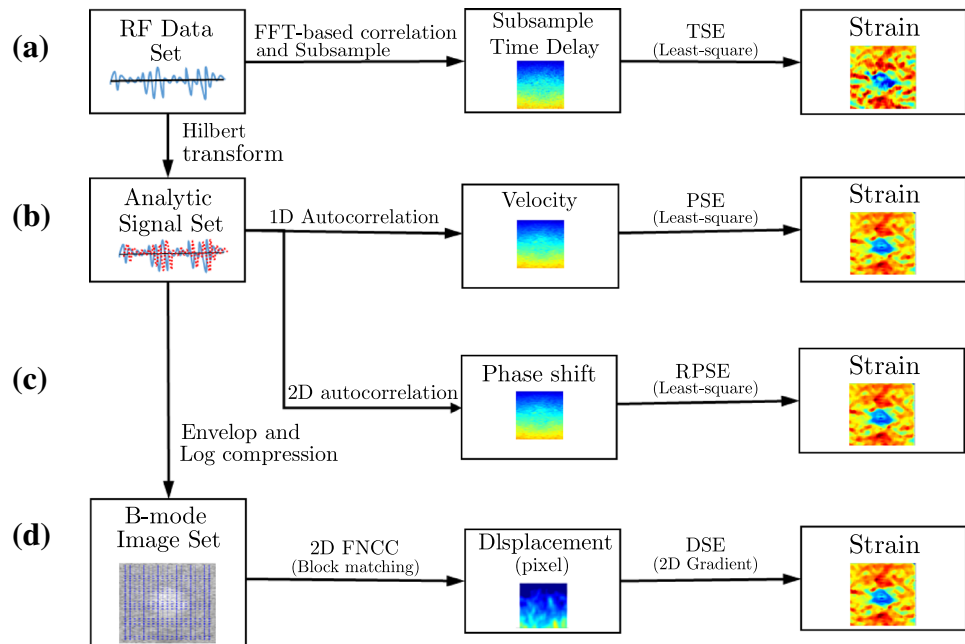 (a)
RF Data
Set
FFT-based correlation
and Subsample
Subsample
Time Delay
TSE
(Least-square)
Strain
Hilbert
transform
(b)
Analytic
Signal Set
1D Autocorrelation
Velocity
PSE
(Least-square)
Strain
(c)
2D autocorrelation
Phase shift
RPSE
(Least-square)
Strain
Envelop and
Log compression
(d)
B-mode
Image Set
2D FNCC
(Block matching)
DIsplacement
(pixel)
DSE
(2D Gradient)
Strain